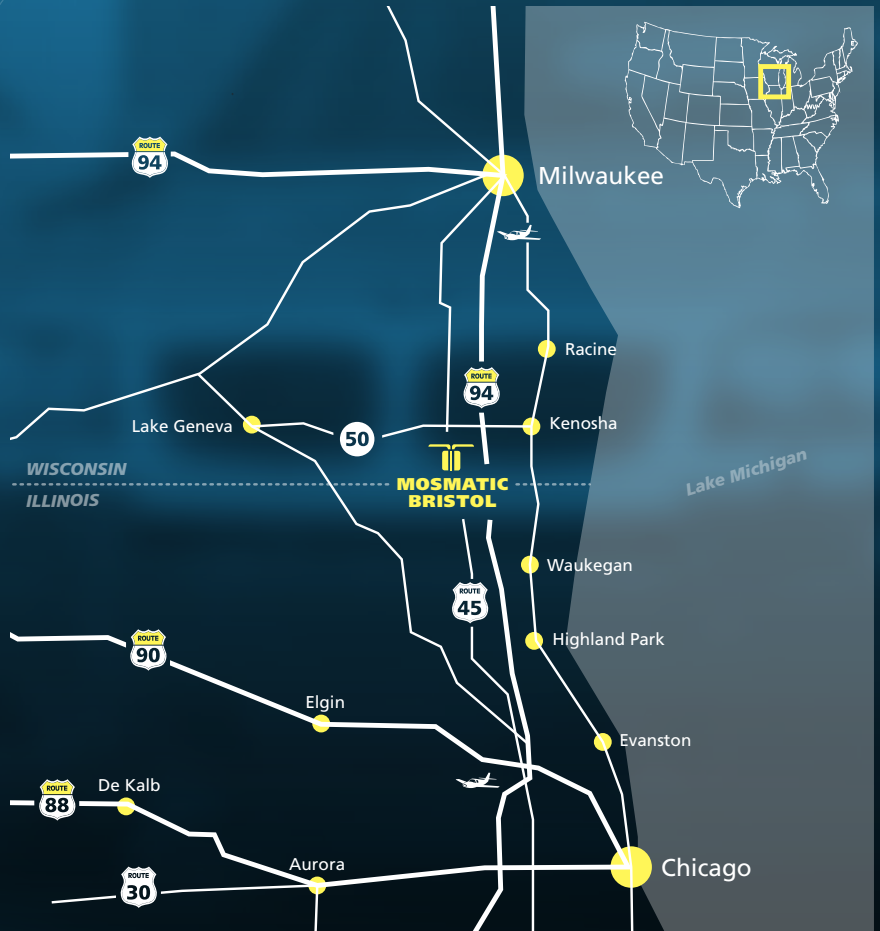 ROUTE
94
Milwaukee
Racine
ROUTE
94
Lake Geneva
50
Kenosha
WISCONSIN
ILLINOIS
MOSMATIC
BRISTOL
Lake Michigan
Waukegan
ROUTE
45
Highland Park
ROUTE
90
Elgin
Evanston
ROUTE
88
De Kalb
Aurora
Chicago
ROUTE
30